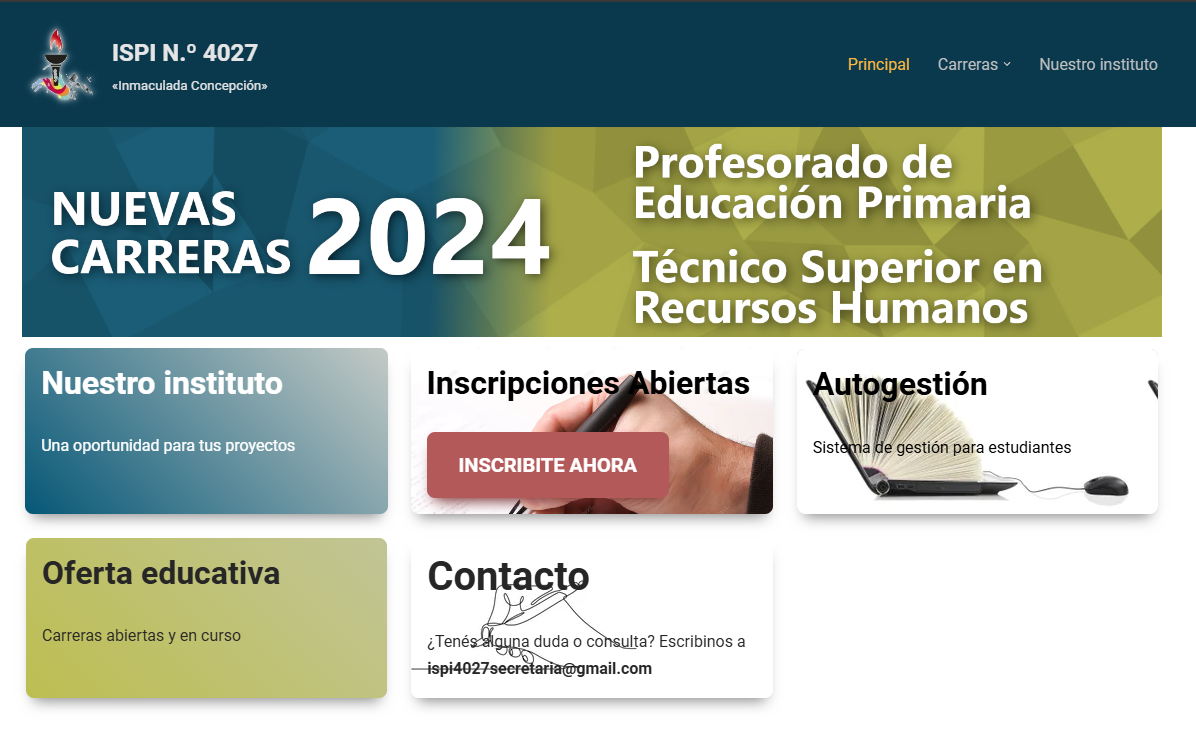 ISPI N.º 4027
«Inmaculada Concepción»
Principal Carreras Nuestro instituto
NUEVAS
CARRERAS 2024
Profesorado de
Educación Primaria
Técnico Superior en
Recursos Humanos
Nuestro instituto
Una oportunidad para tus proyectos
Inscripciones Abiertas
INSCRIBITE AHORA
Autogestión
Sistema de gestión para estudiantes
Oferta educativa
Carreras abiertas y en curso
Contacto
¿Tenés alguna duda o consulta? Escribinos a
ispi4027secretaria@gmail.com